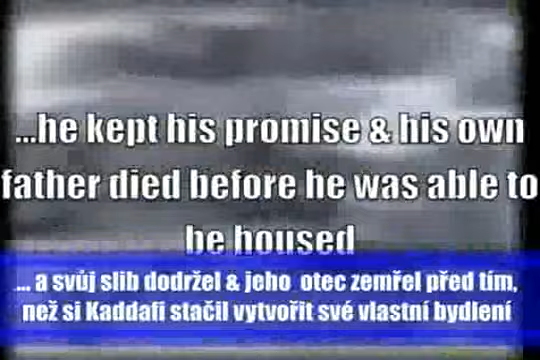 ...he kept his promise & his own
father died before he was able to
be housed
... a svůj slib dodržel & jeho otec zemřel před tím,
než si Kaddafi stačil vytvořit své vlastní bydlení